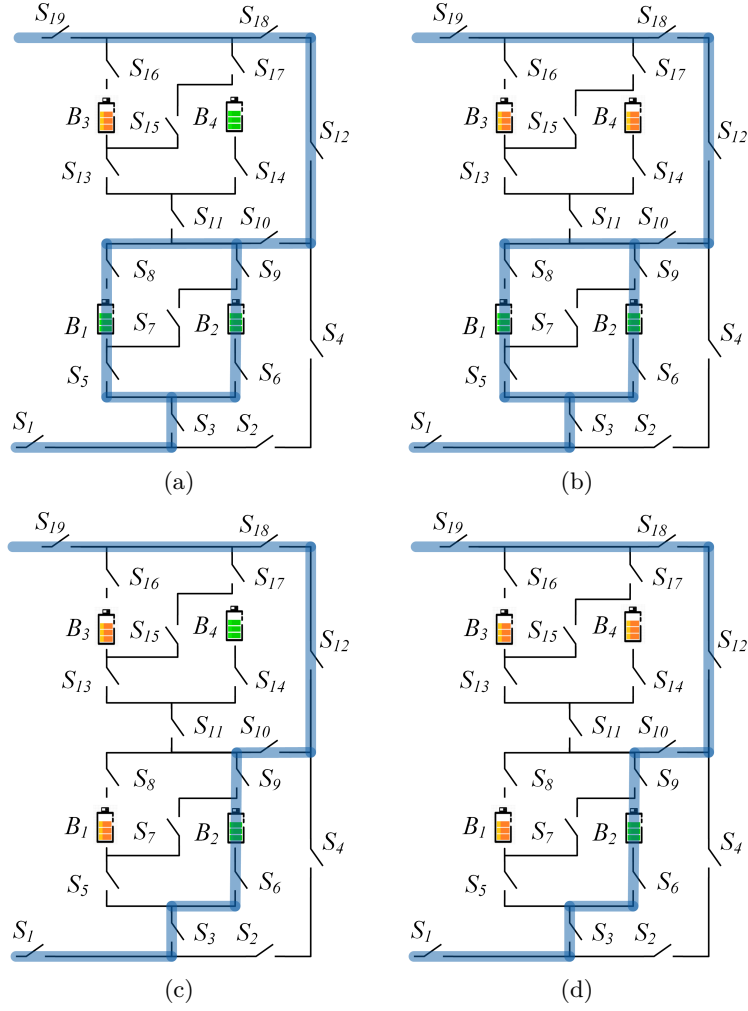 S19 S18 S19 S18
S16 S17 S16 S17
B3 S15 B4 S12 B3 S15 B4 S12
S13 S14 S13 S14
S11 S10 S11 S10
S8 S9 S8 S9
B1 S7 B2 S4 B1 S7 B2 S4
S5 S6 S5 S6
S1 S3 S2 S1 S3 S2
(a) (b)
S19 S18 S19 S18
S16 S17 S16 S17
B3 S15 B4 S12 B3 S15 B4 S12
S13 S14 S13 S14
S11 S10 S11 S10
S8 S9 S8 S9
B1 S7 B2 S4 B1 S7 B2 S4
S5 S6 S5 S6
S1 S3 S2 S1 S3 S2
(c) (d)